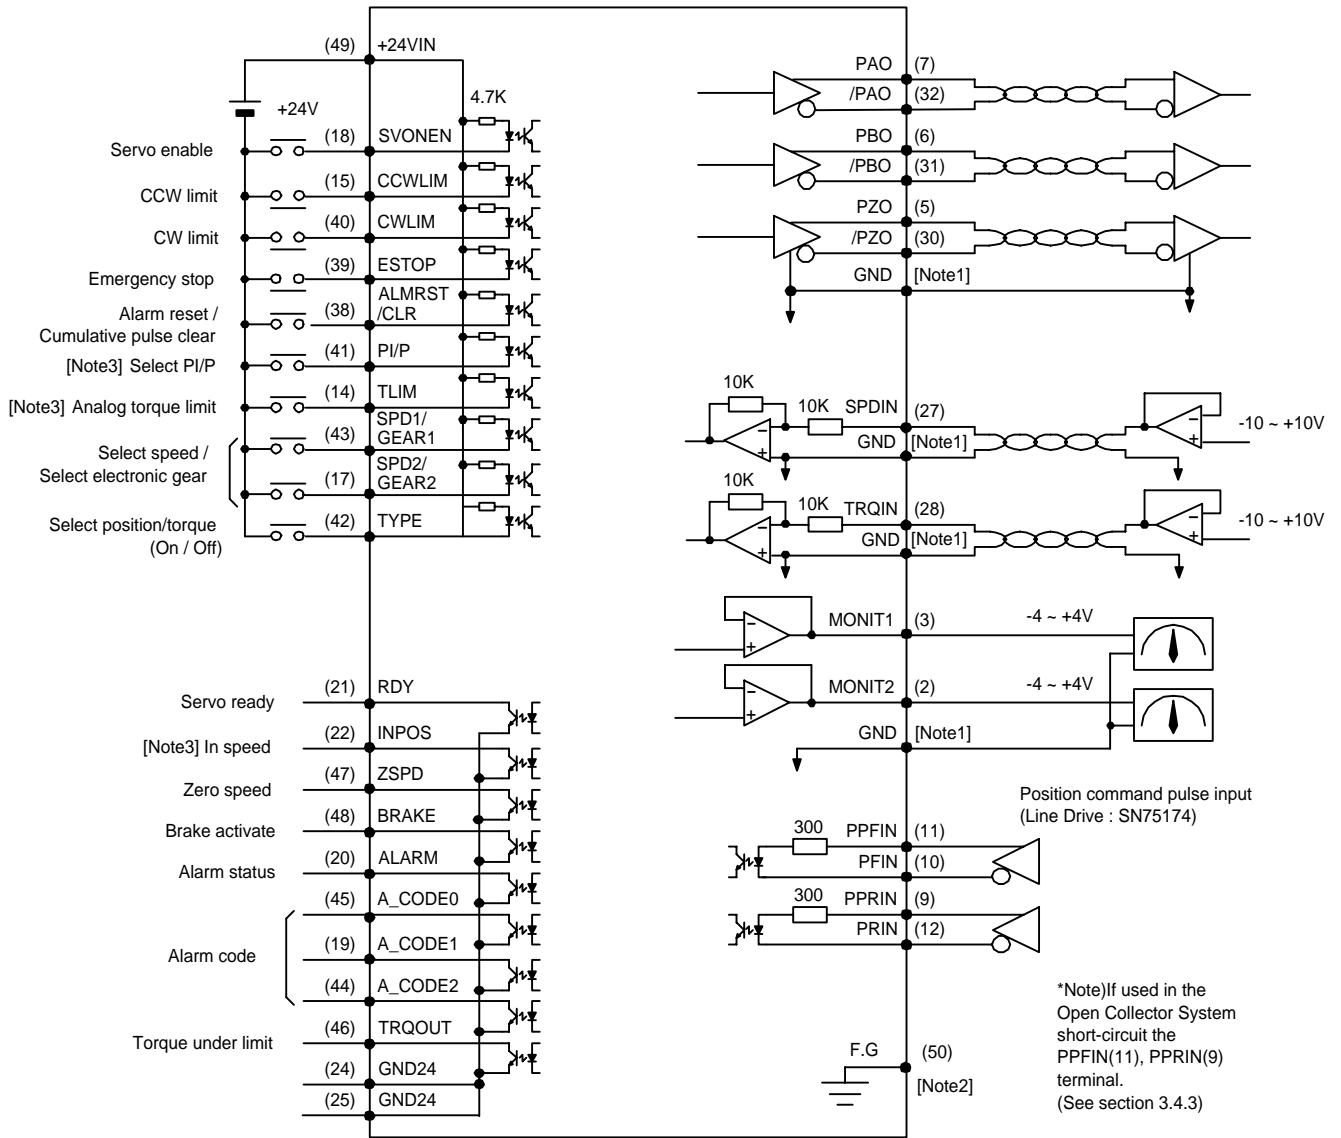 (49) +24VIN
+24V
4.7K
Servo enable (18) SVONEN
CCW limit (15) CCWLIM
CW limit (40) CWLIM
Emergency stop (39) ESTOP
Alarm reset /
Cumulative pulse clear
(38) ALMRST
/CLR
[Note3] Select PI/P (41) PI/P
[Note3] Analog torque limit (14) TLIM
Select speed /
Select electronic gear
(43) SPD1/
GEAR1
(17) SPD2/
GEAR2
Select position/torque
(On / Off)
(42) TYPE
Servo ready (21) RDY
[Note3] In speed (22) INPOS
Zero speed (47) ZSPD
Brake activate (48) BRAKE
Alarm status (20) ALARM
Alarm code
(45) A_CODE0
(19) A_CODE1
(44) A_CODE2
Torque under limit (46) TRQOUT
(24) GND24
(25) GND24
PAO (7)
/PAO (32)
PBO (6)
/PBO (31)
PZO (5)
/PZO (30)
GND [Note1]
10K
10K SPDIN (27)
GND [Note1]
-10 ~ +10V
10K
10K TRQIN (28)
GND [Note1]
-10 ~ +10V
MONIT1 (3) -4 ~ +4V
MONIT2 (2) -4 ~ +4V
GND [Note1]
Position command pulse input
(Line Drive : SN75174)
300 PPFIN (11)
PFIN (10)
300 PPRIN (9)
PRIN (12)
*Note)If used in the
Open Collector System
short-circuit the
PPFIN(11), PPRIN(9)
terminal.
(See section 3.4.3)
F.G (50)
[Note2]